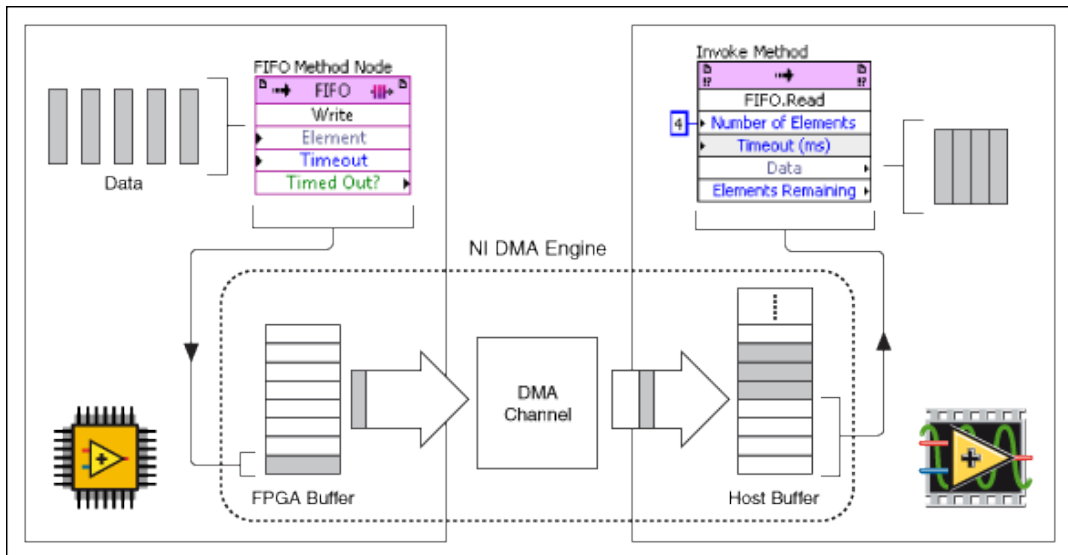 FIFO Method Node
FIFO
Write
Element
Timeout
Timed Out?
Data
Invoke Method
!?
!?
FIFO.Read
4
Number of Elements
Timeout (ms)
Data
Elements Remaining
NI DMA Engine
DMA
Channel
FPGA Buffer
Host Buffer